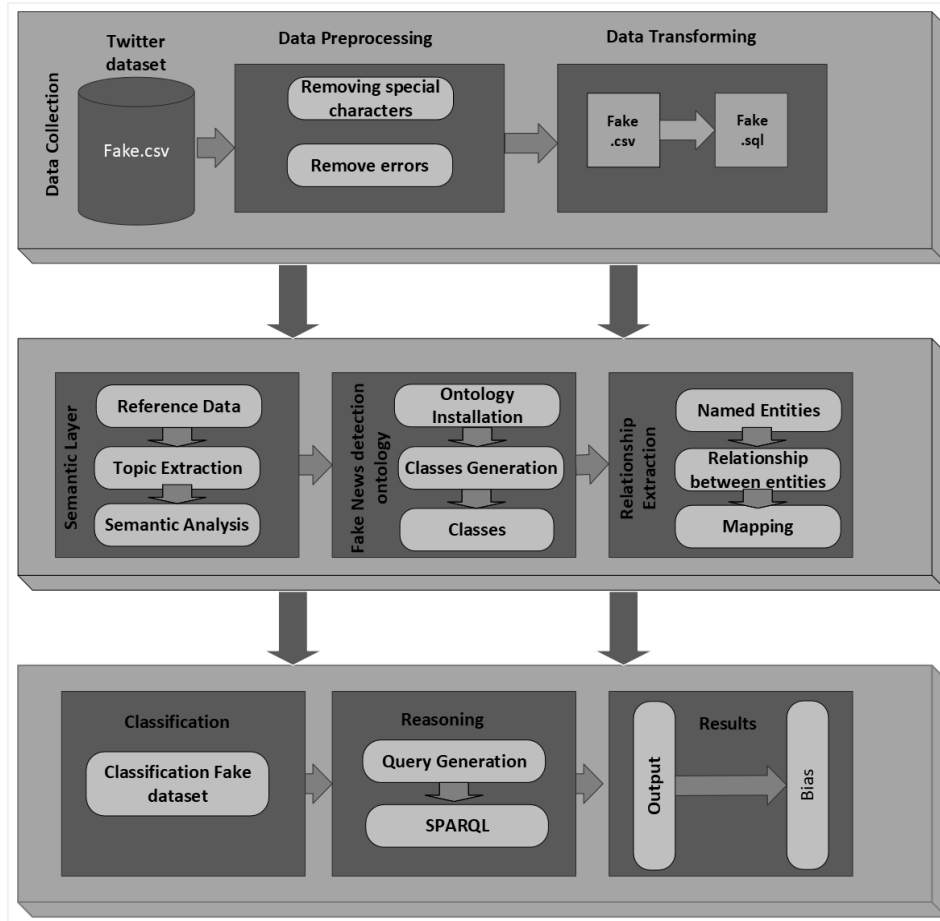 Data Collection
Twitter
dataset
Fake.csv
Data Preprocessing
Removing special
characters
Remove errors
Data Transforming
Fake
.csv
Fake
.sql
Semantic Layer
Reference Data
Topic Extraction
Semantic Analysis
Fake News detection
ontology
Ontology
Installation
Classes Generation
Classes
Relationship
Extraction
Named Entities
Relationship
between entities
Mapping
Classification
Classification Fake
dataset
Reasoning
Query Generation
SPARQL
Results
Output
Bias